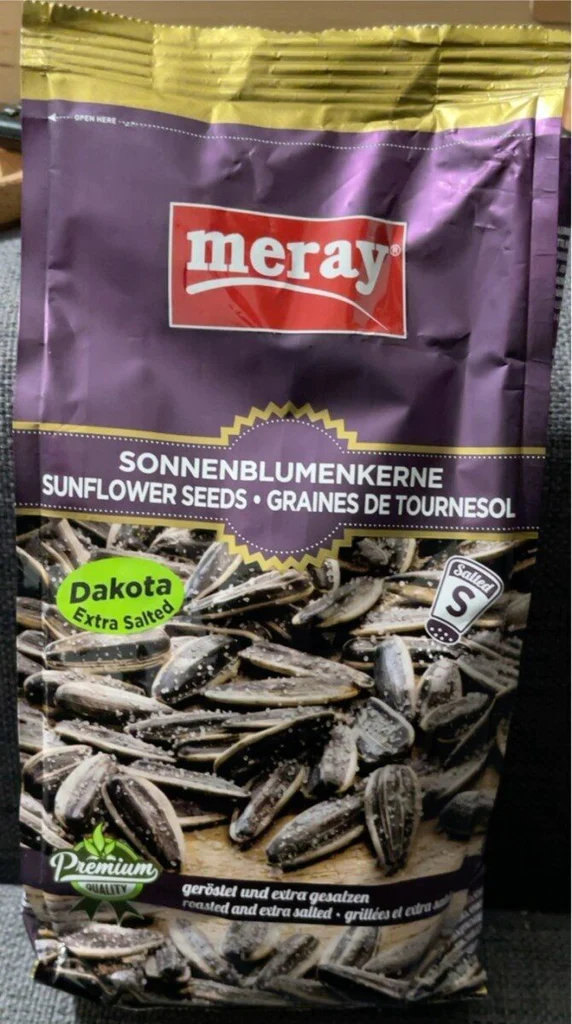 OPEN HERE
meray®
SONNENBLUMENKERNE
SUNFLOWER SEEDS • GRAINES DE TOURNESOL
Dakota
Extra Salted
Salted
S
Premium
QUALITY
geröstet und extra gesalzen
roasted and extra salted • grillées et extra